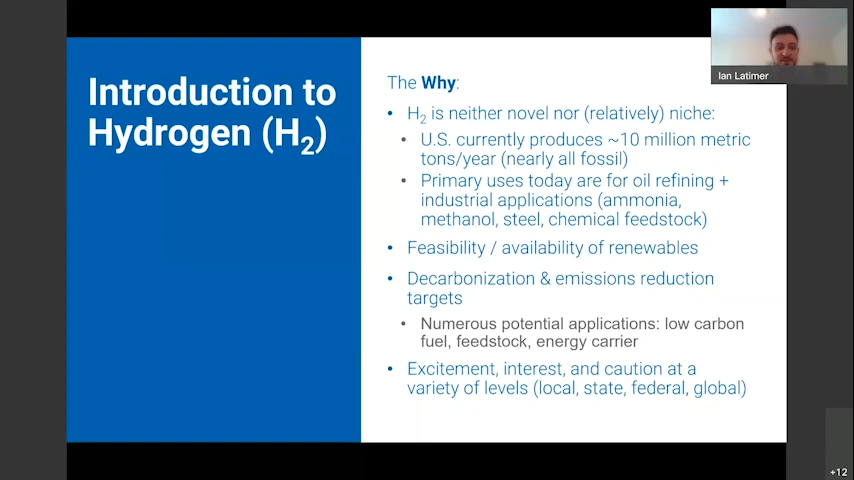 Introduction to
Hydrogen (H2)
The Why:
• H2 is neither novel nor (relatively) niche:
• U.S. currently produces ~10 million metric
tons/year (nearly all fossil)
• Primary uses today are for oil refining +
industrial applications (ammonia,
methanol, steel, chemical feedstock)
• Feasibility / availability of renewables
• Decarbonization & emissions reduction
targets
• Numerous potential applications: low carbon
fuel, feedstock, energy carrier
• Excitement, interest, and caution at a
variety of levels (local, state, federal, global)
Ian Latimer
+12